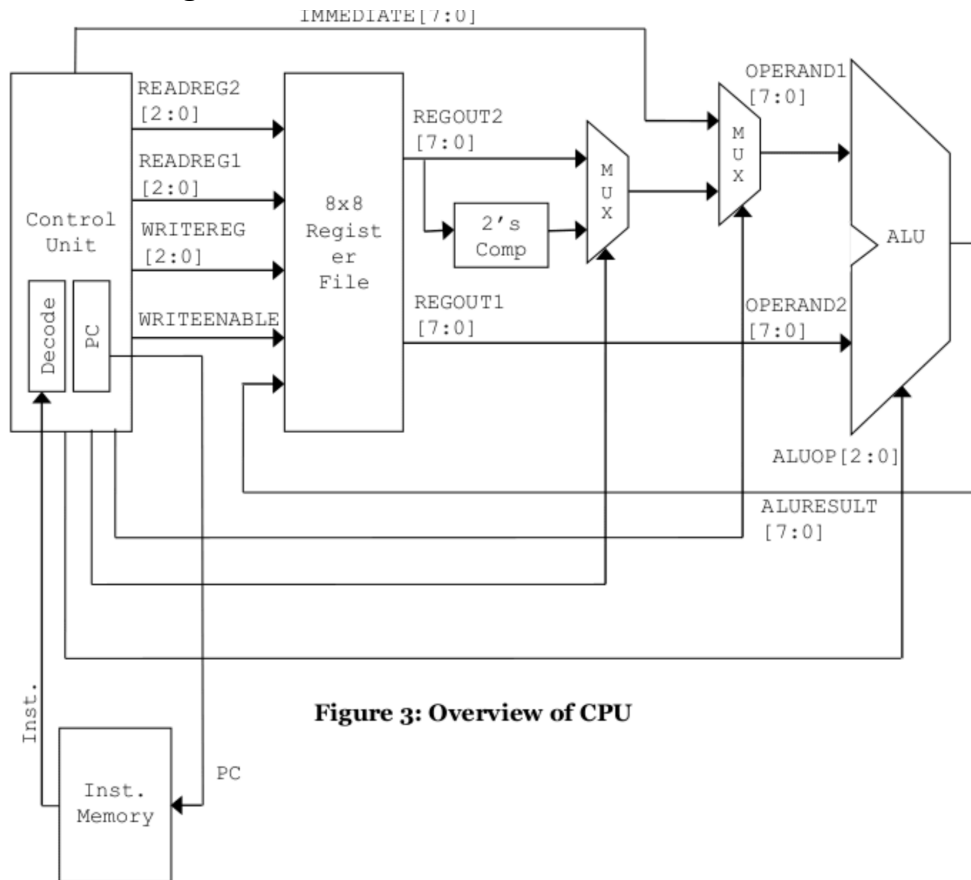 IMMEDIATE[7:0]
READREG2
[2:0]
READREG1
[2:0]
WRITEREG
[2:0]
WRITEENABLE
Control
Unit
Decode
PC
8x8
Regist
er
File
REGOUT2
[7:0]
2's
Comp
MUX
REGOUT1
[7:0]
MUX
OPERAND1
[7:0]
OPERAND2
[7:0]
ALU
ALUOP[2:0]
ALURESULT
[7:0]
Inst.
PC
Inst.
Memory
Figure 3: Overview of CPU